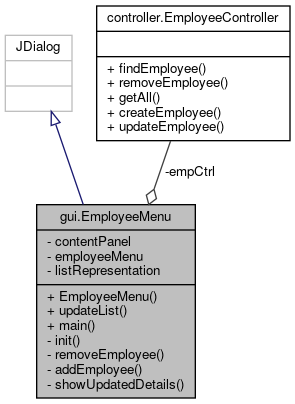 controller.EmployeeController
+ findEmployee()
+ removeEmployee()
+ getAll()
+ createEmployee()
+ updateEmployee()
JDialog
-empCtrl
gui.EmployeeMenu
- contentPanel
- employeeMenu
- listRepresentation
+ EmployeeMenu()
+ updateList()
+ main()
- init()
- removeEmployee()
- addEmployee()
- showUpdatedDetails()